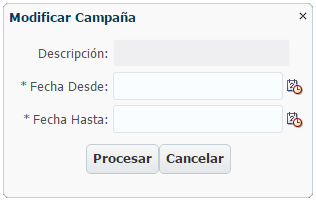 Modificar Campaña
Descripción:
* Fecha Desde:
* Fecha Hasta:
Procesar Cancelar